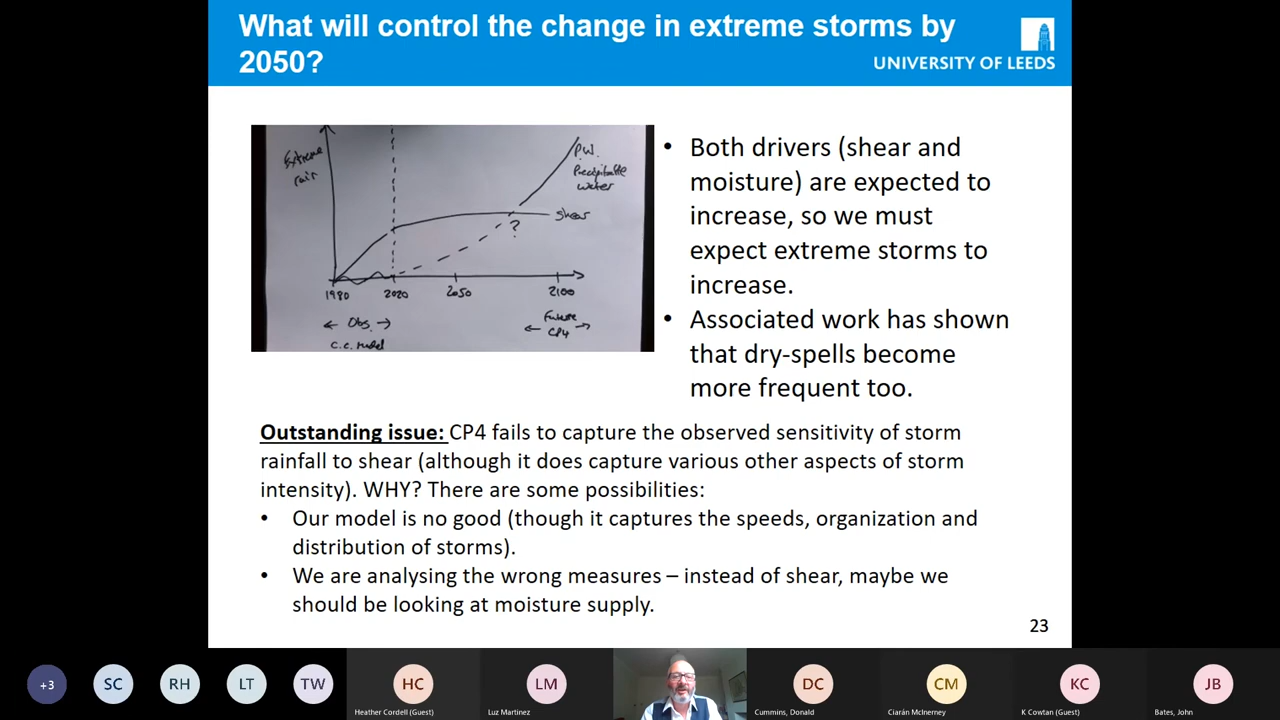 What will control the change in extreme storms by
2050?
UNIVERSITY OF LEEDS
Extreme
rain
P.W.
Precipitable
water
shear
?
1980 2020 2050 2100
← Obs. →
C.C. model
Future
← CP4 →
• Both drivers (shear and
moisture) are expected to
increase, so we must
expect extreme storms to
increase.
• Associated work has shown
that dry-spells become
more frequent too.
Outstanding issue: CP4 fails to capture the observed sensitivity of storm
rainfall to shear (although it does capture various other aspects of storm
intensity). WHY? There are some possibilities:
• Our model is no good (though it captures the speeds, organization and
distribution of storms).
• We are analysing the wrong measures – instead of shear, maybe we
should be looking at moisture supply.
23
+3 SC RH LT TW HC LM DC CM KC JB
Heather Cordell (Guest) Luz Martinez Cummins, Donald Ciarán McInerney K Cowtan (Guest) Bates, John